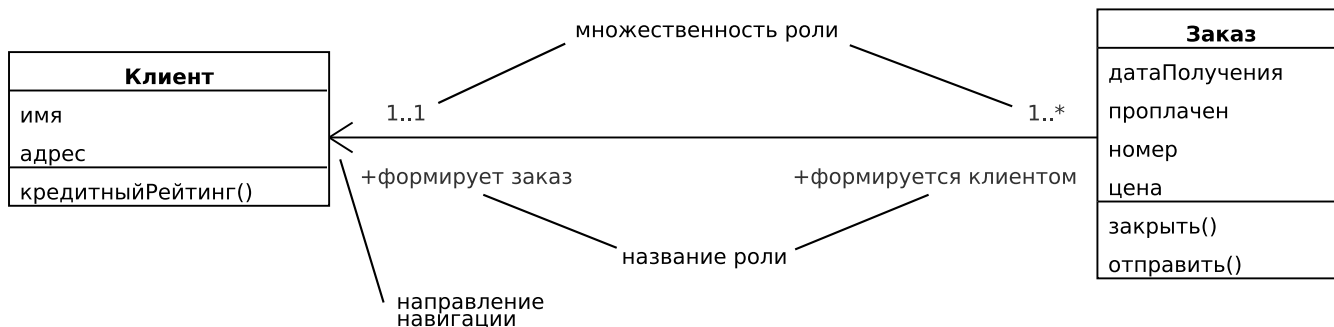 множественность роли
Клиент
имя
адрес
кредитныйРейтинг()
1..1
1..*
+формирует заказ
+формируется клиентом
название роли
направление
навигации
Заказ
датаПолучения
проплачен
номер
цена
закрыть()
отправить()